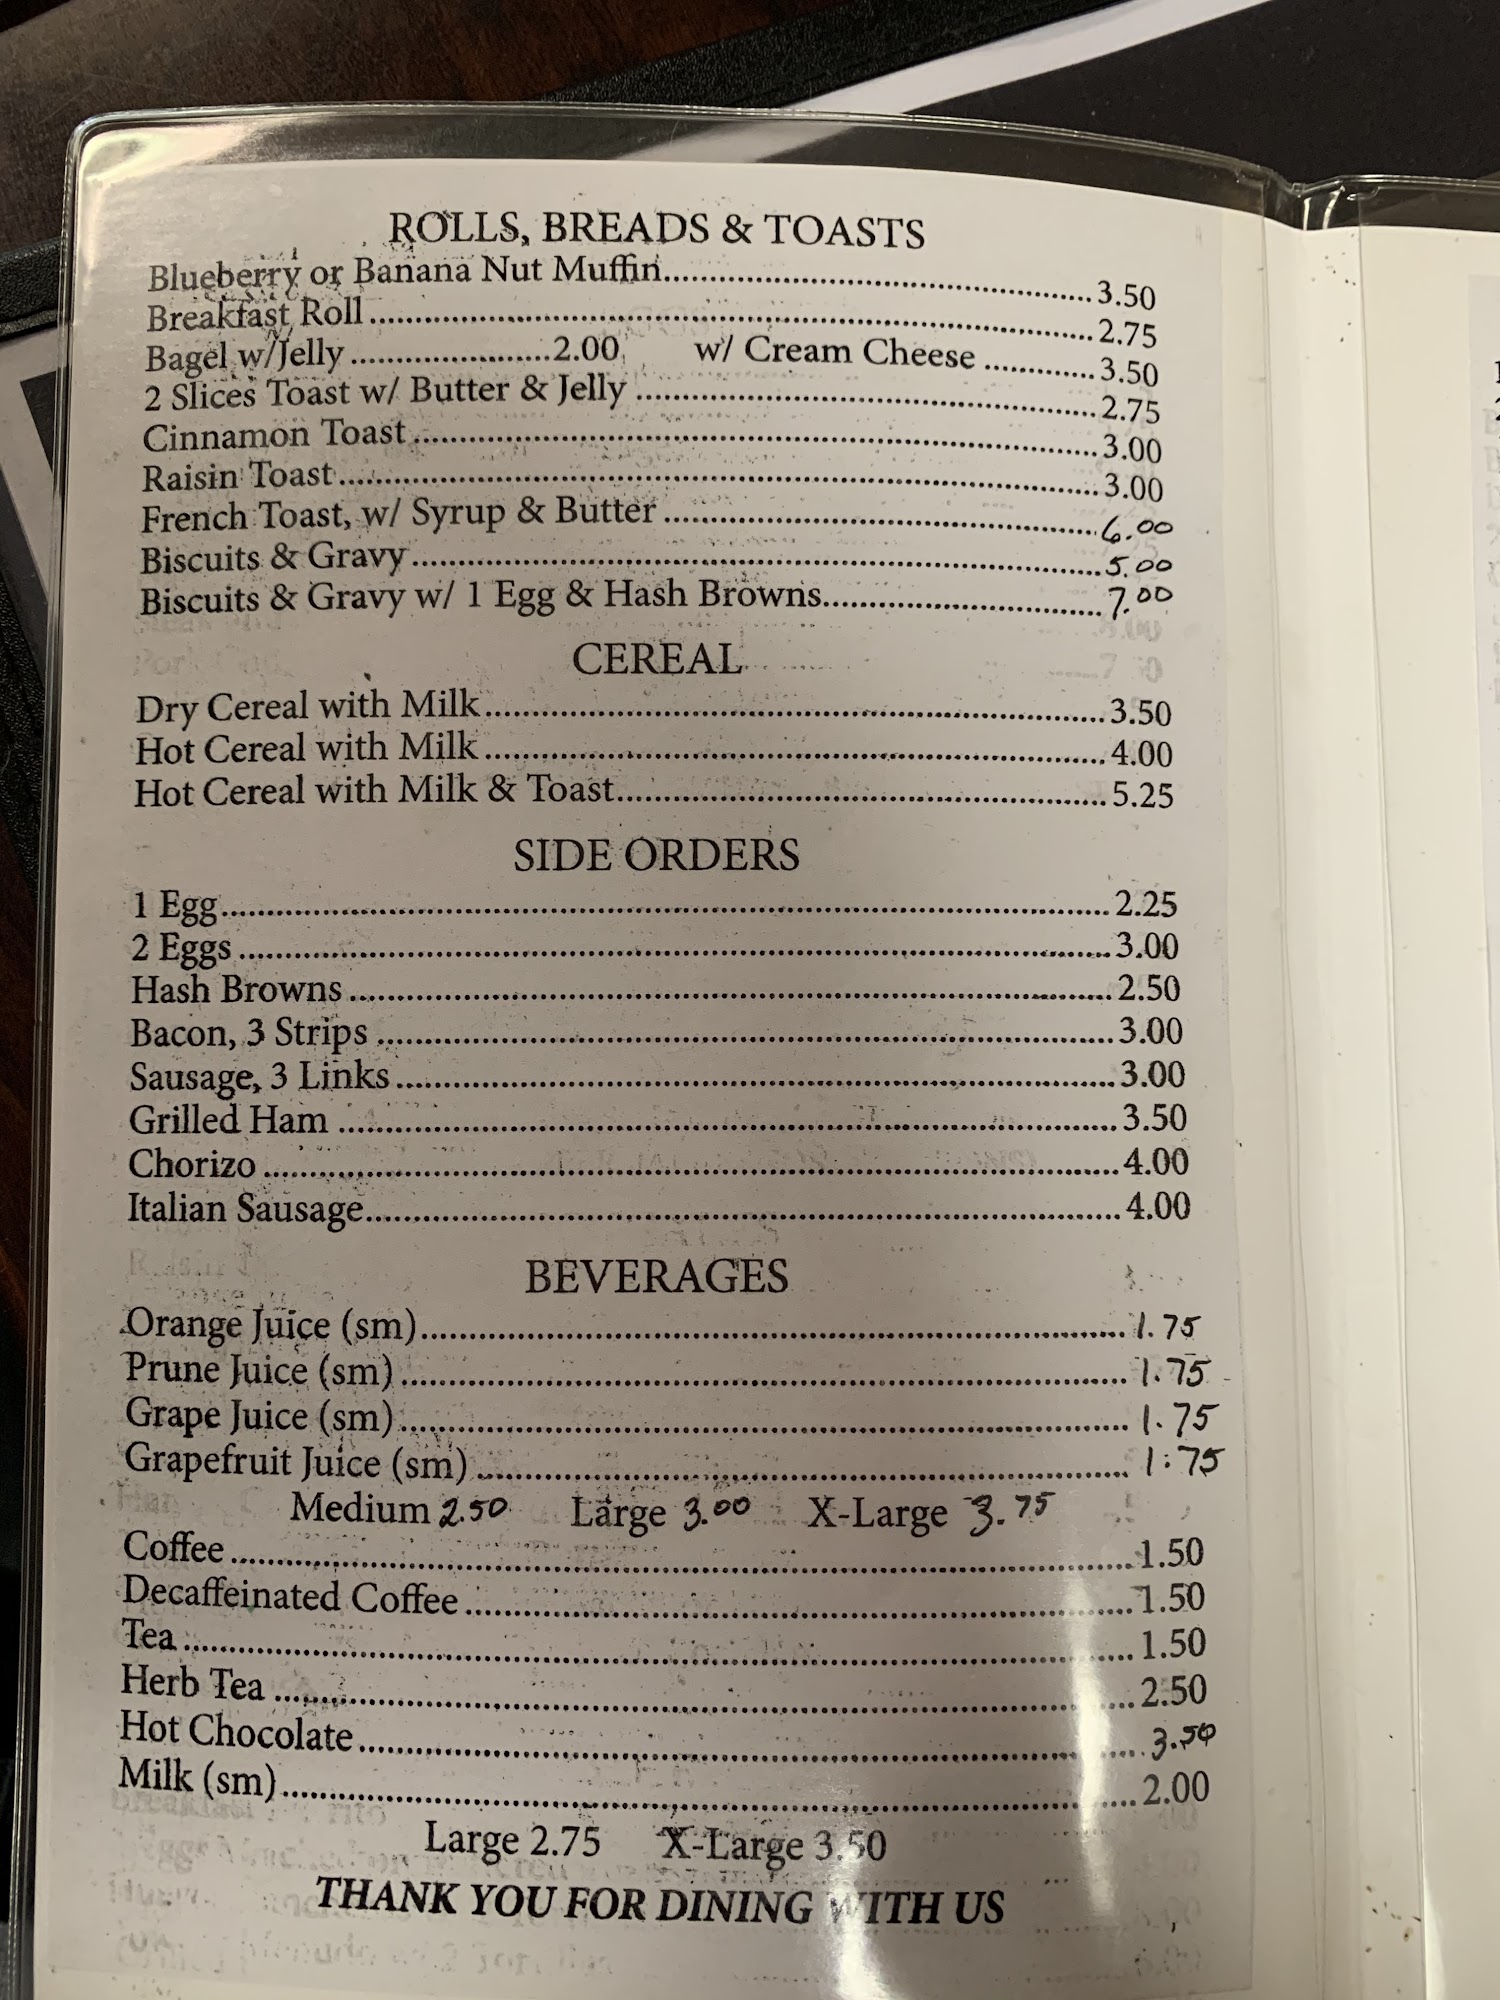 ROLLS, BREADS & TOASTS
Blueberry or Banana Nut Muffin 3.50
Breakfast Roll 2.75
Bagel w/Jelly 2.00 w/ Cream Cheese 3.50
2 Slices Toast w/ Butter & Jelly 2.75
Cinnamon Toast 3.00
Raisin Toast 3.00
French Toast, w/ Syrup & Butter 6.00
Biscuits & Gravy 5.00
Biscuits & Gravy w/ 1 Egg & Hash Browns 7.00
CEREAL
Dry Cereal with Milk 3.50
Hot Cereal with Milk 4.00
Hot Cereal with Milk & Toast 5.25
SIDE ORDERS
1 Egg 2.25
2 Eggs 3.00
Hash Browns 2.50
Bacon, 3 Strips 3.00
Sausage, 3 Links 3.00
Grilled Ham 3.50
Chorizo 4.00
Italian Sausage 4.00
BEVERAGES
Orange Juice (sm) 1.75
Prune Juice (sm) 1.75
Grape Juice (sm) 1.75
Grapefruit Juice (sm) 1.75
Medium 2.50 Large 3.00 X-Large 3.75
Coffee 1.50
Decaffeinated Coffee 1.50
Tea 1.50
Herb Tea 2.50
Hot Chocolate 3.50
Milk (sm) 2.00
Large 2.75 X-Large 3.50
THANK YOU FOR DINING WITH US